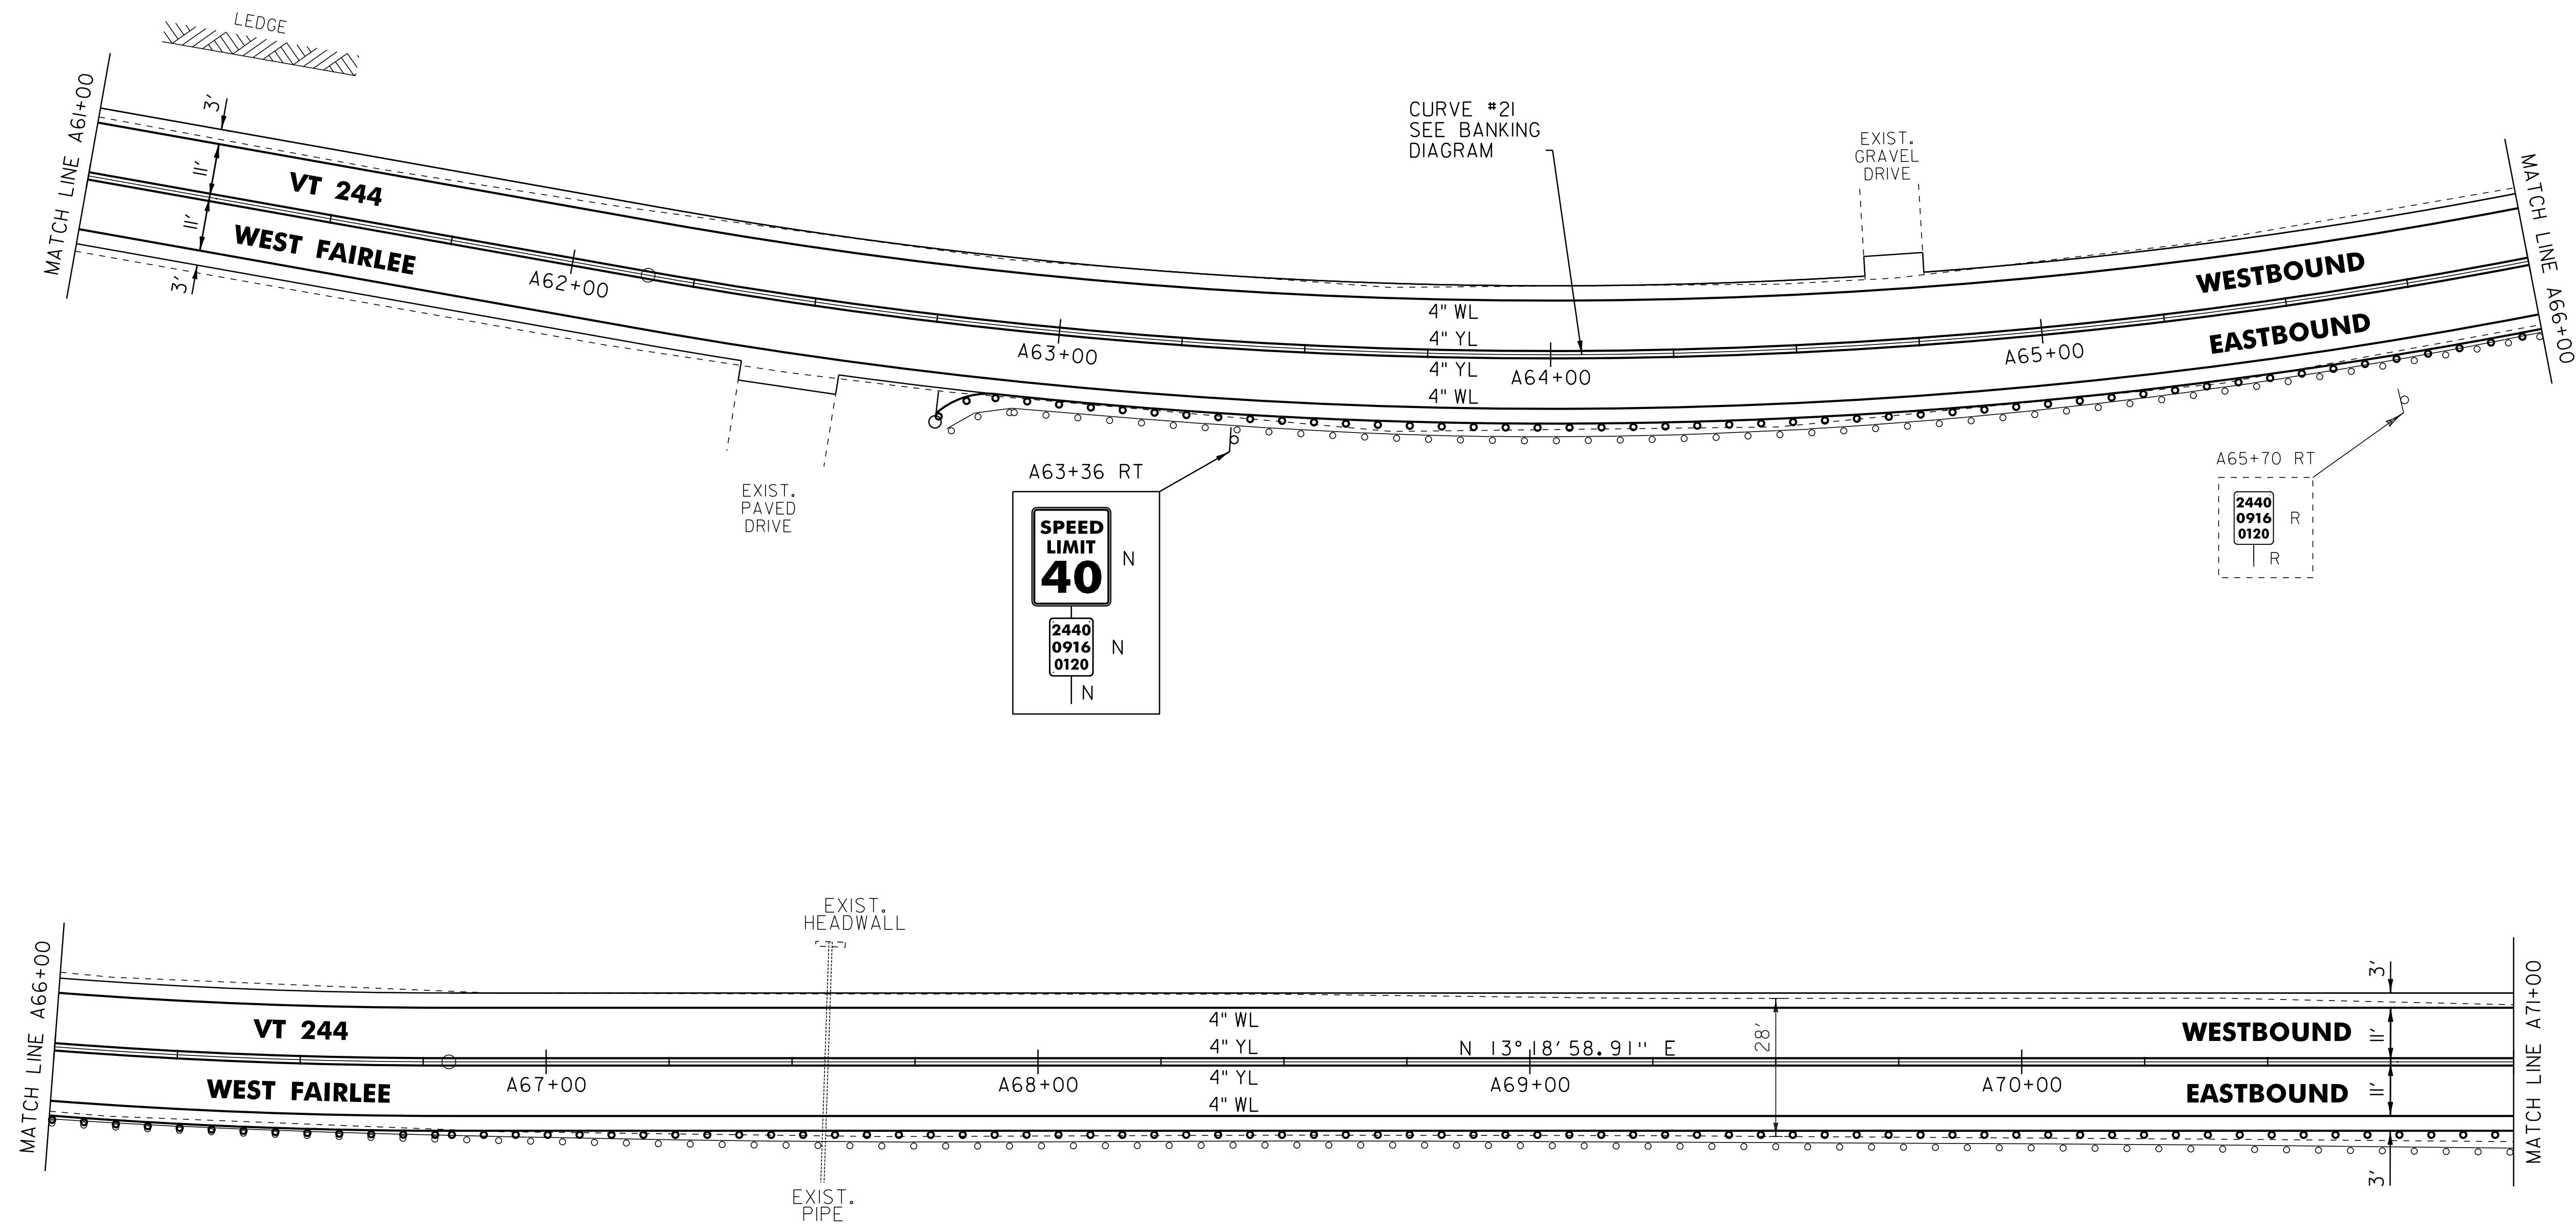 LEDGE
MATCH LINE A61+00
3'
11'
11'
3'
VT 244
WEST FAIRLEE
A62+00
A63+00
CURVE #21
SEE BANKING
DIAGRAM
4" WL
4" YL
4" YL
4" WL
A64+00
EXIST.
GRAVEL
DRIVE
A65+00
WESTBOUND
EASTBOUND
MATCH LINE A66+00
EXIST.
PAVED
DRIVE
A63+36 RT
SPEED
LIMIT
40
N
2440
0916
0120
N
N
A65+70 RT
2440
0916
0120
R
R
MATCH LINE A66+00
VT 244
WEST FAIRLEE
A67+00
EXIST.
HEADWALL
EXIST.
PIPE
A68+00
4" WL
4" YL
4" YL
4" WL
N 13°18'58.91" E
A69+00
28'
A70+00
WESTBOUND
EASTBOUND
3'
11'
11'
3'
MATCH LINE A71+00